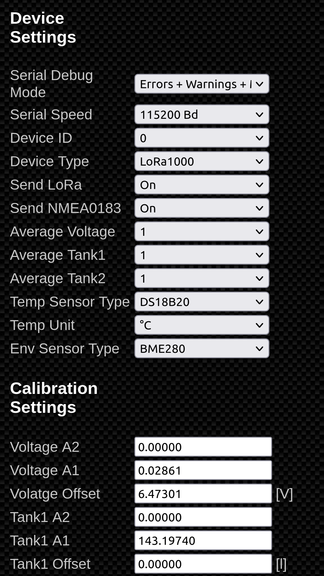 Device
Settings
Serial Debug
Mode
Errors + Warnings +
Serial Speed 115200 Bd
Device ID 0
Device Type LoRa1000
Send LoRa On
Send NMEA0183 On
Average Voltage 1
Average Tank1 1
Average Tank2 1
Temp Sensor Type DS18B20
Temp Unit °C
Env Sensor Type BME280
Calibration
Settings
Voltage A2 0.00000
Voltage A1 0.02861
Volatge Offset 6.47301 [V]
Tank1 A2 0.00000
Tank1 A1 143.19740
Tank1 Offset 0.00000 [l]